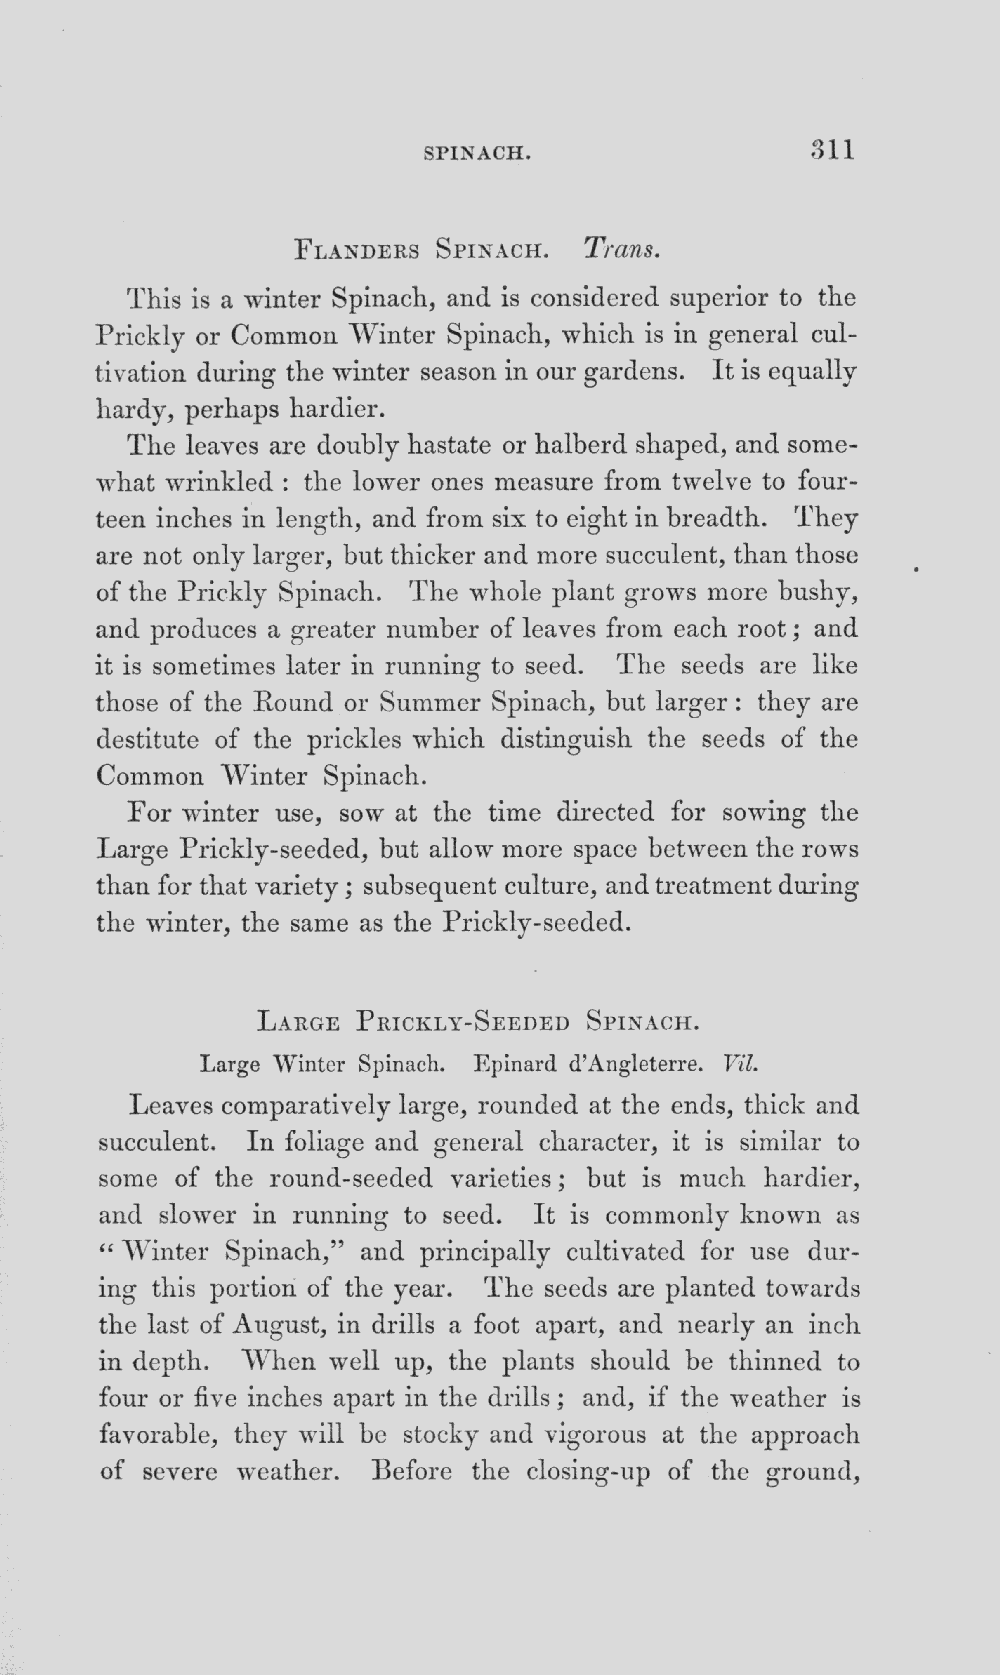 SPINACH. 311
FLANDERS SPINACH. Trans.
This is a winter Spinach, and is considered superior to the
Prickly or Common Winter Spinach, which is in general cul-
tivation during the winter season in our gardens. It is equally
hardy, perhaps hardier.
The leaves are doubly hastate or halberd shaped, and some-
what wrinkled : the lower ones measure from twelve to four-
teen inches in length, and from six to eight in breadth. They
are not only larger, but thicker and more succulent, than those
of the Prickly Spinach. The whole plant grows more bushy,
and produces a greater number of leaves from each root ; and
it is sometimes later in running to seed. The seeds are like
those of the Round or Summer Spinach, but larger : they are
destitute of the prickles which distinguish the seeds of the
Common Winter Spinach.
For winter use, sow at the time directed for sowing the
Large Prickly-seeded, but allow more space between the rows
than for that variety ; subsequent culture, and treatment during
the winter, the same as the Prickly-seeded.
LARGE PRICKLY-SEEDED SPINACH.
Large Winter Spinach. Epinard d'Angleterre. Vil.
Leaves comparatively large, rounded at the ends, thick and
succulent. In foliage and general character, it is similar to
some of the round-seeded varieties ; but is much hardier,
and slower in running to seed. It is commonly known as
“ Winter Spinach,” and principally cultivated for use dur-
ing this portion of the year. The seeds are planted towards
the last of August, in drills a foot apart, and nearly an inch
in depth. When well up, the plants should be thinned to
four or five inches apart in the drills ; and, if the weather is
favorable, they will be stocky and vigorous at the approach
of severe weather. Before the closing-up of the ground,